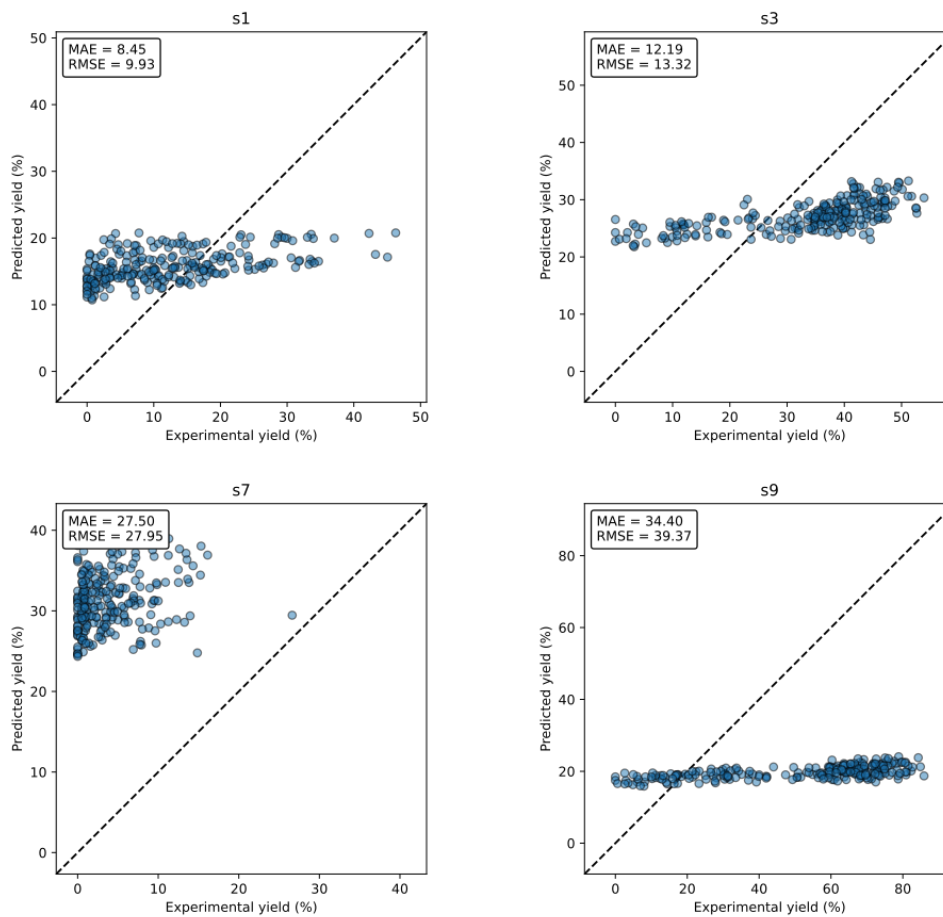 s1
MAE = 8.45
RMSE = 9.93
50
40
30
20
10
0
Predicted yield (%)
0 10 20 30 40 50
Experimental yield (%)
s3
MAE = 12.19
RMSE = 13.32
50
40
30
20
10
0
Predicted yield (%)
0 10 20 30 40 50
Experimental yield (%)
s7
MAE = 27.50
RMSE = 27.95
40
30
20
10
0
Predicted yield (%)
0 10 20 30 40
Experimental yield (%)
s9
MAE = 34.40
RMSE = 39.37
80
60
40
20
0
Predicted yield (%)
0 20 40 60 80
Experimental yield (%)